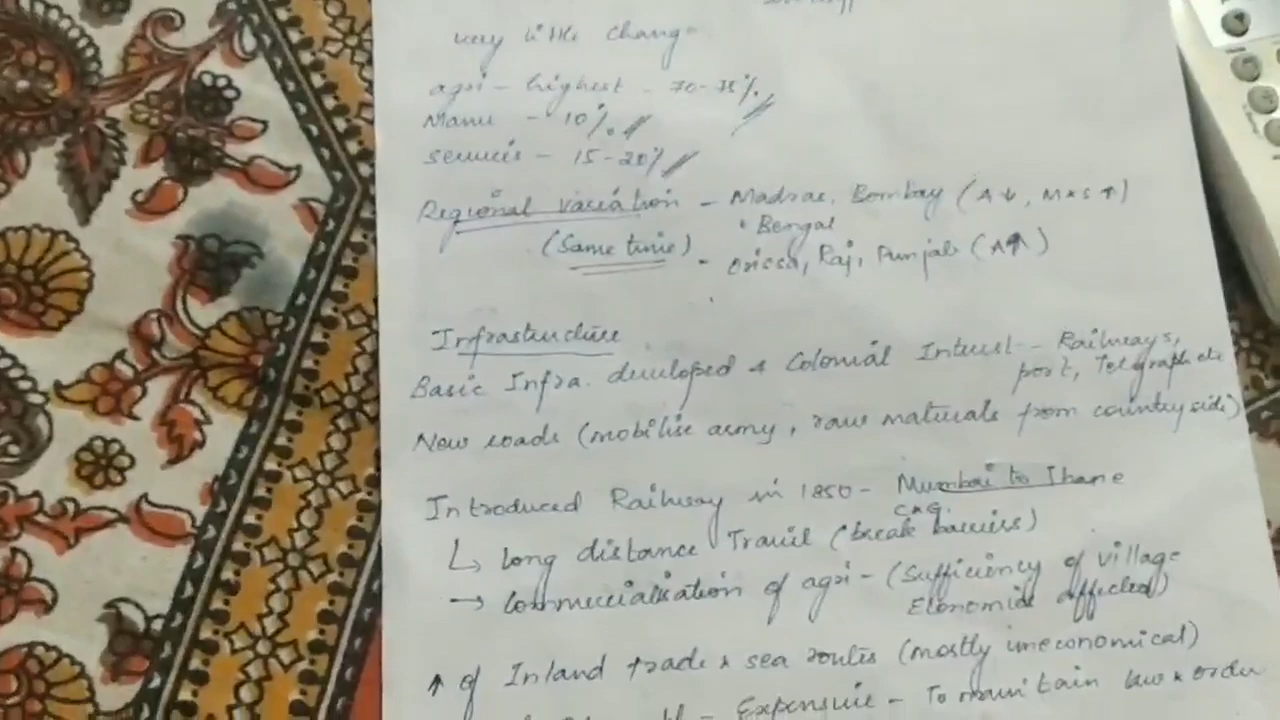 very little change
agri - highest - 70-75%
Manu - 10%
services - 15-20%
Regional variation - Madras, Bombay (A↓, M & S ↑)
• Bengal
(Same time) - Orissa, Raj, Punjab (A↑)
Infrastructure
Basic Infra. developed & Colonial Interest - Railways,
port, Telegraph etc
New roads (mobilise army, raw materials from countryside)
Introduced Railway in 1850 - Mumbai to Thane
C & G.
↳ long distance Travel (break barriers)
→ Commercialisation of agri - (Sufficiency of village
Economies affected)
↑ of Inland trade & sea routes (mostly uneconomical)
- Expensive - To maintain law & order